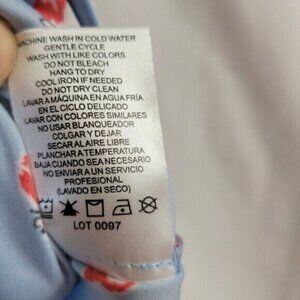 MACHINE WASH IN COLD WATER
GENTLE CYCLE
WASH WITH LIKE COLORS
DO NOT BLEACH
HANG TO DRY
COOL IRON IF NEEDED
DO NOT DRY CLEAN
LAVAR A MÁQUINA EN AGUA FRÍA
EN EL CICLO DELICADO
LAVAR CON COLORES SIMILARES
NO USAR BLANQUEADOR
COLGAR Y DEJAR
SECAR AL AIRE LIBRE
PLANCHAR A TEMPERATURA
BAJA CUANDO SEA NECESARIO
NO ENVIAR A UN SERVICIO
PROFESIONAL
(LAVADO EN SECO)
LOT 0097